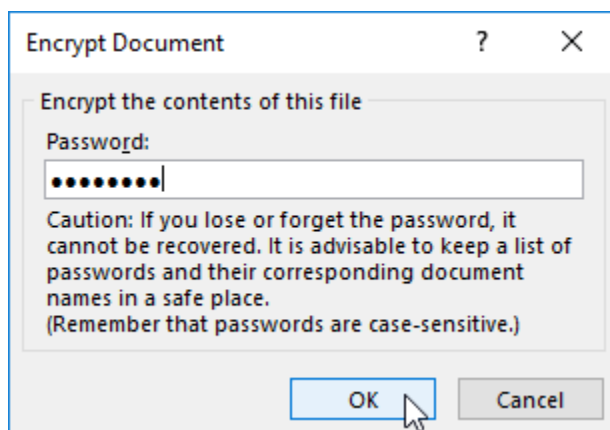 Encrypt Document ?
Encrypt the contents of this file
Password:
••••••••
Caution: If you lose or forget the password, it
cannot be recovered. It is advisable to keep a list of
passwords and their corresponding document
names in a safe place.
(Remember that passwords are case-sensitive.)
OK Cancel